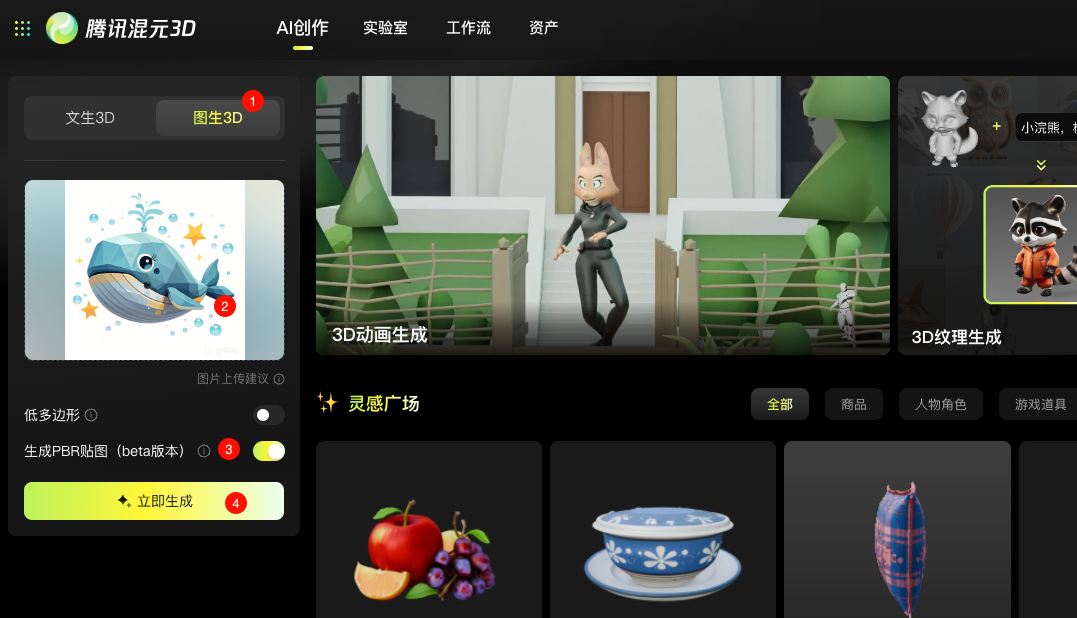 腾讯混元3D
AI创作
实验室
工作流
资产
文生3D
图生3D
1
2
图片上传建议
低多边形
生成PBR贴图（beta版本）
3
立即生成
4
3D动画生成
小浣熊，
3D纹理生成
灵感广场
全部
商品
人物角色
游戏道具